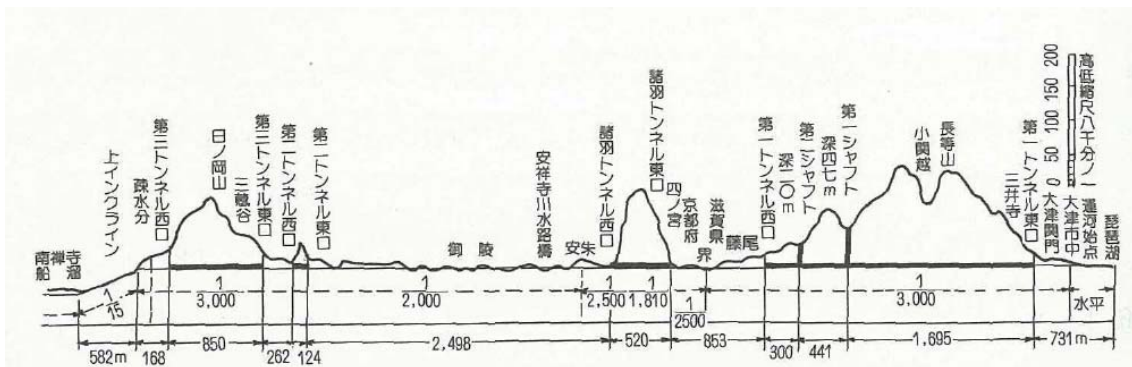 南禅寺
船溜
上インクライン
疎水分
第三トンネル西口
日ノ岡山
三蔵谷
第三トンネル東口
第二トンネル西口
第二トンネル東口
御陵
安祥寺川水路橋
安朱
諸羽トンネル西口
諸羽トンネル東口
四ノ宮
京都府
滋賀県
界
藤尾
第一トンネル西口
深二〇m
第二シャフト
深四七m
第一シャフト
小関越
長等山
第一トンネル東口
三井寺
大津閘門
大津市中
運河始点
琵琶湖
高低縮尺八千分ノ一
200
150
100
50
0
1/15
1/3.000
1/2.000
1/2,500
1/1.810
1/2500
1/3.000
水平
582m
168
850
262
124
2,498
520
853
300
441
1,695
731m